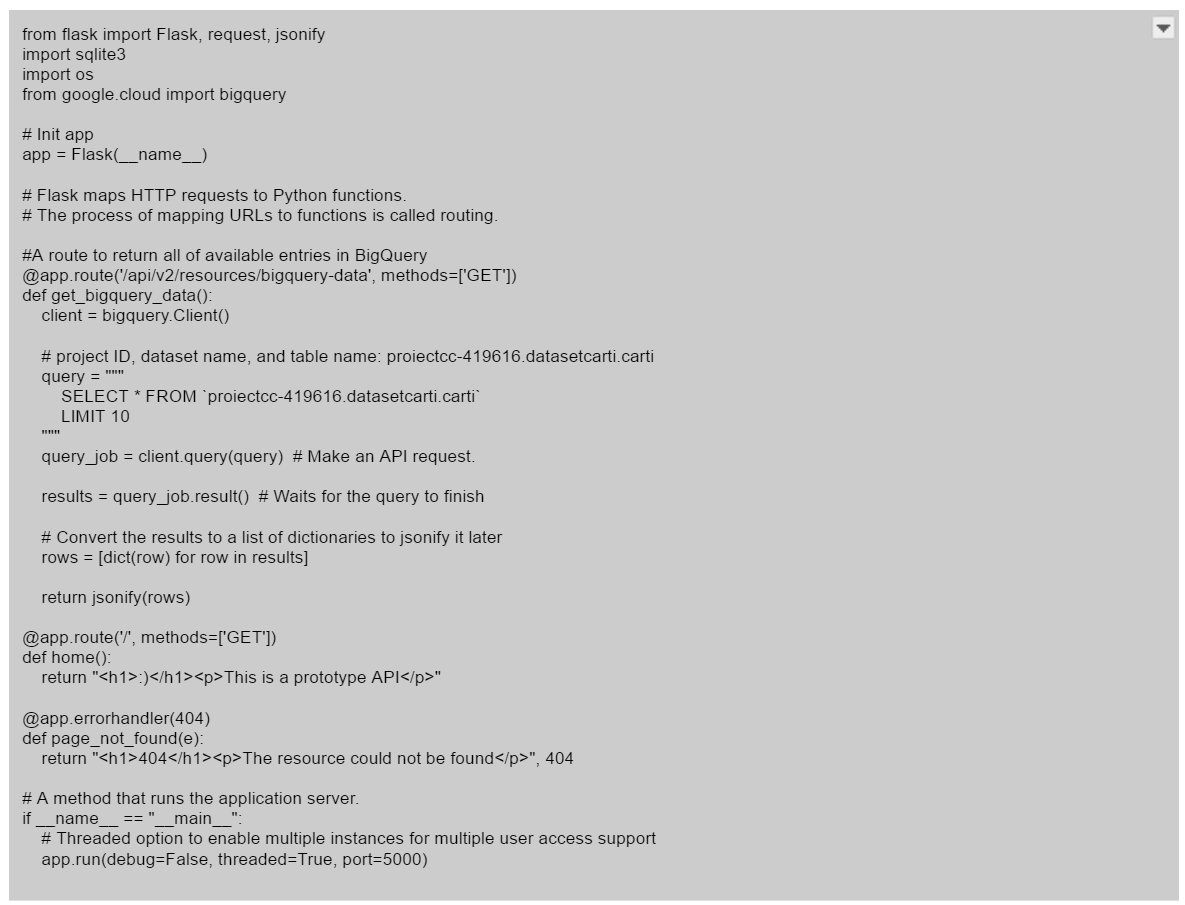 from flask import Flask, request, jsonify
import sqlite3
import os
from google.cloud import bigquery

# Init app
app = Flask(__name__)

# Flask maps HTTP requests to Python functions.
# The process of mapping URLs to functions is called routing.

#A route to return all of available entries in BigQuery
@app.route('/api/v2/resources/bigquery-data', methods=['GET'])
def get_bigquery_data():
    client = bigquery.Client()

    # project ID, dataset name, and table name: proiectcc-419616.datasetcarti.carti
    query = """
        SELECT * FROM `proiectcc-419616.datasetcarti.carti`
        LIMIT 10
    """
    query_job = client.query(query)  # Make an API request.

    results = query_job.result()  # Waits for the query to finish

    # Convert the results to a list of dictionaries to jsonify it later
    rows = [dict(row) for row in results]

    return jsonify(rows)

@app.route('/', methods=['GET'])
def home():
    return "<h1>:)</h1><p>This is a prototype API</p>"

@app.errorhandler(404)
def page_not_found(e):
    return "<h1>404</h1><p>The resource could not be found</p>", 404

# A method that runs the application server.
if __name__ == "__main__":
    # Threaded option to enable multiple instances for multiple user access support
    app.run(debug=False, threaded=True, port=5000)